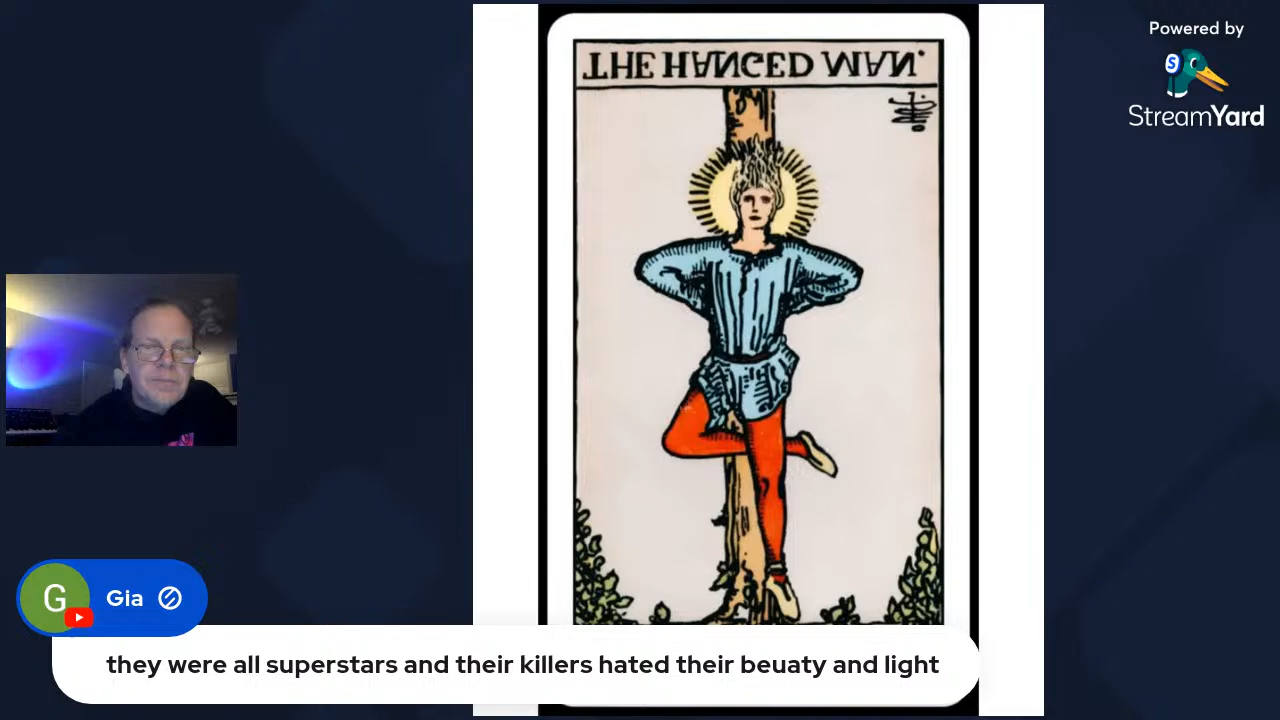 THE HANGED MAN.
Powered by
StreamYard
G
Gia
they were all superstars and their killers hated their beuaty and light